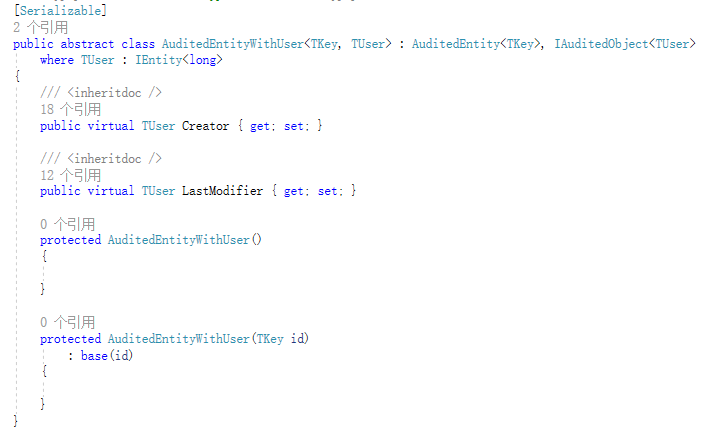 [Serializable]
2 个引用
public abstract class AuditedEntityWithUser<TKey, TUser> : AuditedEntity<TKey>, IAuditedObject<TUser>
where TUser : IEntity<long>
{
/// <inheritdoc />
18 个引用
public virtual TUser Creator { get; set; }
/// <inheritdoc />
12 个引用
public virtual TUser LastModifier { get; set; }
0 个引用
protected AuditedEntityWithUser()
{
}
0 个引用
protected AuditedEntityWithUser(TKey id)
: base(id)
{
}
}